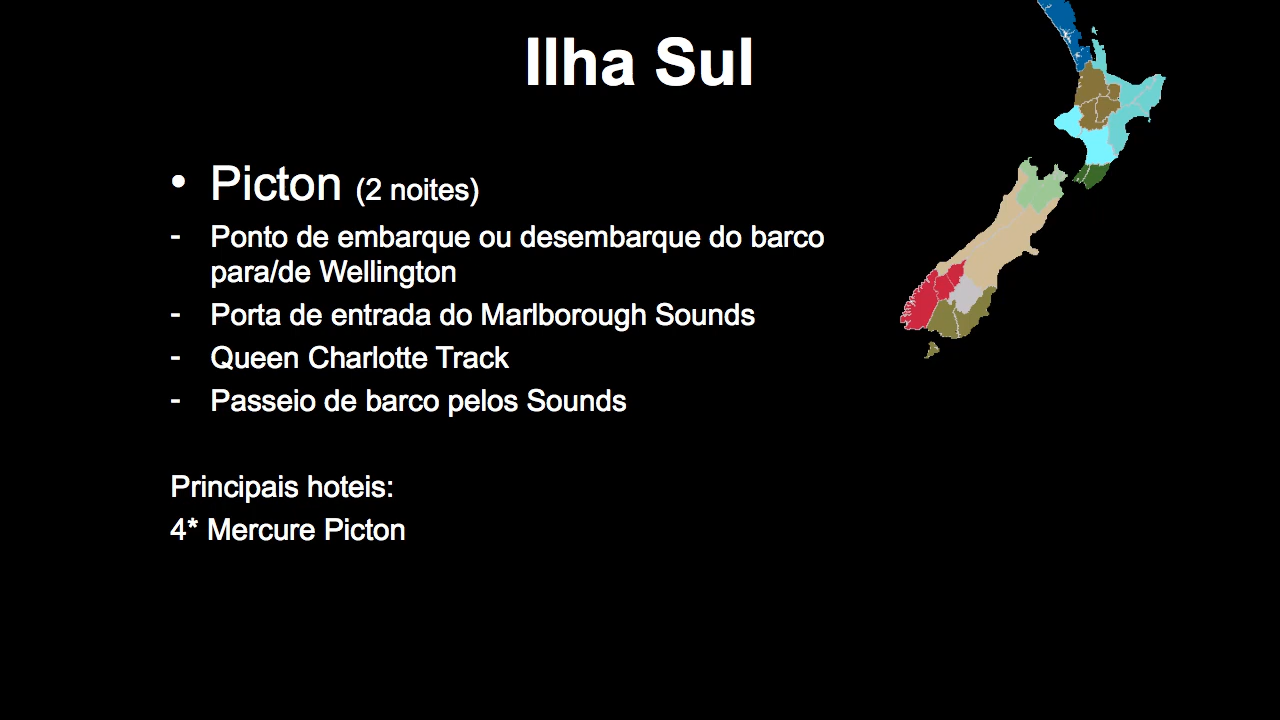 Ilha Sul
• Picton (2 noites)
- Ponto de embarque ou desembarque do barco
para/de Wellington
- Porta de entrada do Marlborough Sounds
- Queen Charlotte Track
- Passeio de barco pelos Sounds
Principais hoteis:
4* Mercure Picton